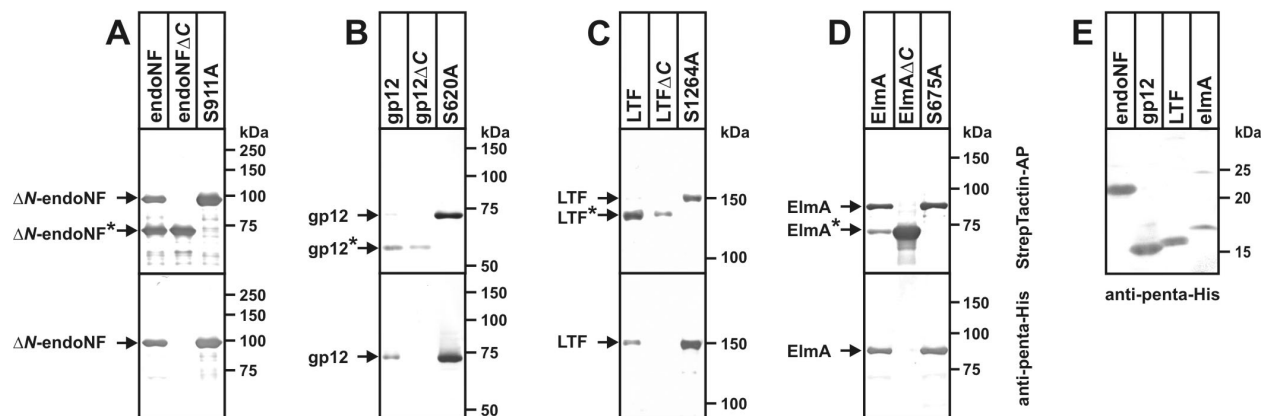 A
endoNF
endoNFΔC
S911A
kDa
250
150
100
75
ΔN-endoNF
ΔN-endoNF*
250
150
100
75
ΔN-endoNF
B
gp12
gp12ΔC
S620A
kDa
150
100
75
50
gp12
gp12*
150
100
75
50
gp12
C
LTF
LTFΔC
S1264A
kDa
150
100
LTF
LTF*
150
100
LTF
D
ElmA
ElmAΔC
S675A
kDa
150
100
75
ElmA
ElmA*
150
100
75
ElmA
StrepTactin-AP
anti-penta-His
E
endoNF
gp12
LTF
elmA
kDa
25
20
15
anti-penta-His